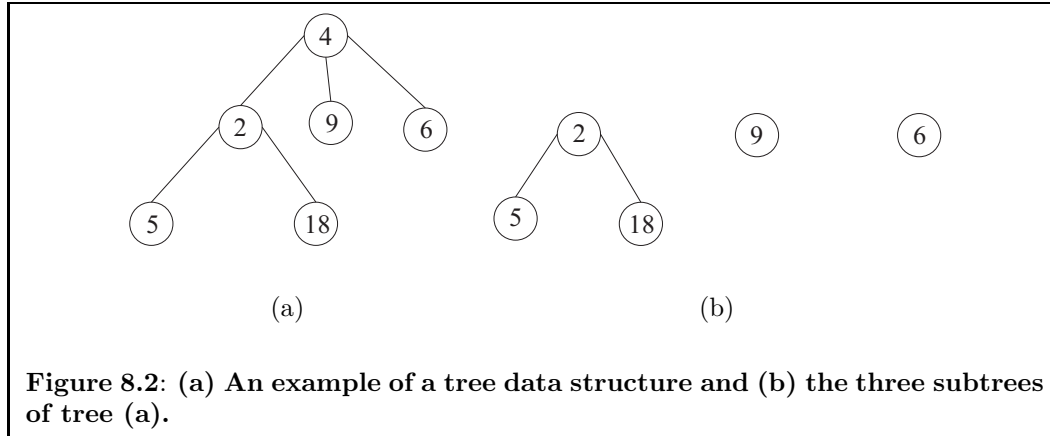 4
2
9
6
5
18
2
9
6
5
18
(a)
(b)
Figure 8.2: (a) An example of a tree data structure and (b) the three subtrees
of tree (a).